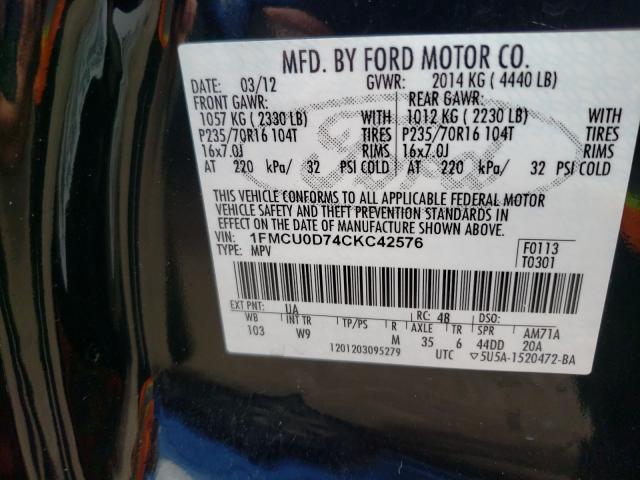 MFD. BY FORD MOTOR CO.
DATE: 03/12 GVWR: 2014 KG ( 4440 LB)
FRONT GAWR: REAR GAWR:
1057 KG ( 2330 LB) WITH 1012 KG ( 2230 LB) WITH
P235/70R16 104T TIRES P235/70R16 104T TIRES
16x7.0J RIMS 16x7.0J RIMS
AT 220 kPa/ 32 PSI COLD AT 220 kPa/ 32 PSI COLD
THIS VEHICLE CONFORMS TO ALL APPLICABLE FEDERAL MOTOR
VEHICLE SAFETY AND THEFT PREVENTION STANDARDS IN
EFFECT ON THE DATE OF MANUFACTURE SHOWN ABOVE.
VIN: 1FMCU0D74CKC42576 F0113
TYPE: MPV T0301
EXT PNT: UA RC: 48 DSO:
WB INT TR TP/PS R AXLE TR SPR AM71A
103 W9 M 35 6 44DD 20A
1201203095279 UTC ▽5U5A-1520472-BA
Ford